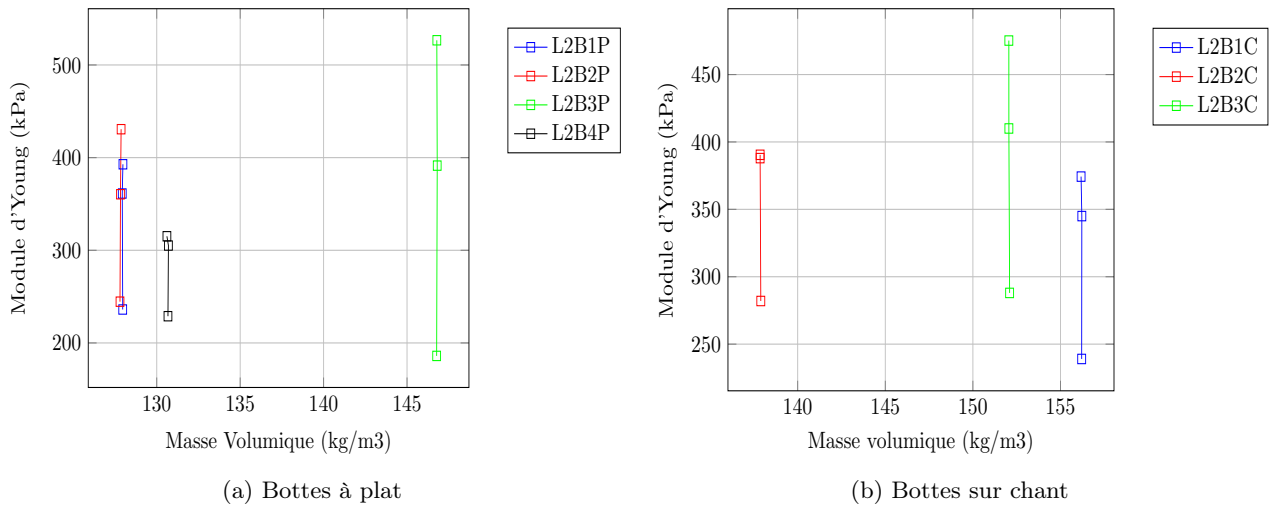 500
400
300
200
130 135 140 145
Masse Volumique (kg/m3)
Module d'Young (kPa)
L2B1P
L2B2P
L2B3P
L2B4P
(a) Bottes à plat
450
400
350
300
250
140 145 150 155
Masse volumique (kg/m3)
Module d'Young (kPa)
L2B1C
L2B2C
L2B3C
(b) Bottes sur chant